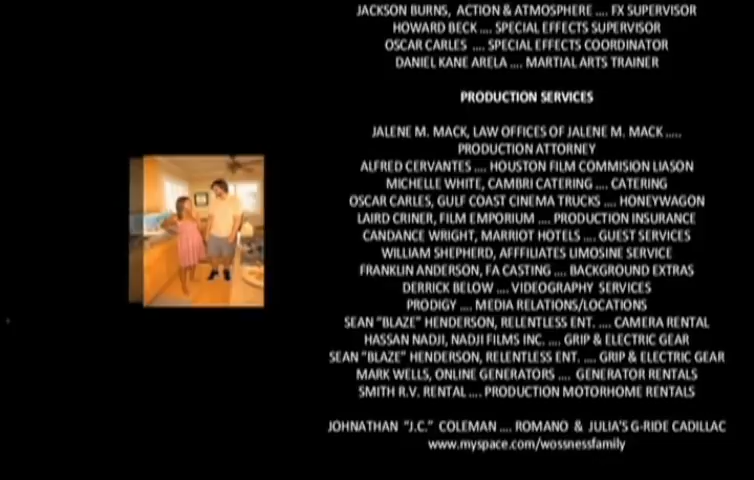 JACKSON BURNS, ACTION & ATMOSPHERE .... FX SUPERVISOR
HOWARD BECK .... SPECIAL EFFECTS SUPERVISOR
OSCAR CARLES .... SPECIAL EFFECTS COORDINATOR
DANIEL KANE ARELA .... MARTIAL ARTS TRAINER
PRODUCTION SERVICES
JALENE M. MACK, LAW OFFICES OF JALENE M. MACK .....
PRODUCTION ATTORNEY
ALFRED CERVANTES .... HOUSTON FILM COMMISION LIASON
MICHELLE WHITE, CAMBRI CATERING .... CATERING
OSCAR CARLES, GULF COAST CINEMA TRUCKS .... HONEYWAGON
LAIRD CRINER, FILM EMPORIUM .... PRODUCTION INSURANCE
CANDANCE WRIGHT, MARRIOT HOTELS .... GUEST SERVICES
WILLIAM SHEPHERD, AFFFILIATES LIMOSINE SERVICE
FRANKLIN ANDERSON, FA CASTING .... BACKGROUND EXTRAS
DERRICK BELOW .... VIDEOGRAPHY SERVICES
PRODIGY .... MEDIA RELATIONS/LOCATIONS
SEAN "BLAZE" HENDERSON, RELENTLESS ENT. .... CAMERA RENTAL
HASSAN NADJI, NADJI FILMS INC. .... GRIP & ELECTRIC GEAR
SEAN "BLAZE" HENDERSON, RELENTLESS ENT. .... GRIP & ELECTRIC GEAR
MARK WELLS, ONLINE GENERATORS .... GENERATOR RENTALS
SMITH R.V. RENTAL .... PRODUCTION MOTORHOME RENTALS
JOHNATHAN "J.C." COLEMAN .... ROMANO & JULIA'S G-RIDE CADILLAC
www.myspace.com/wossnessfamily